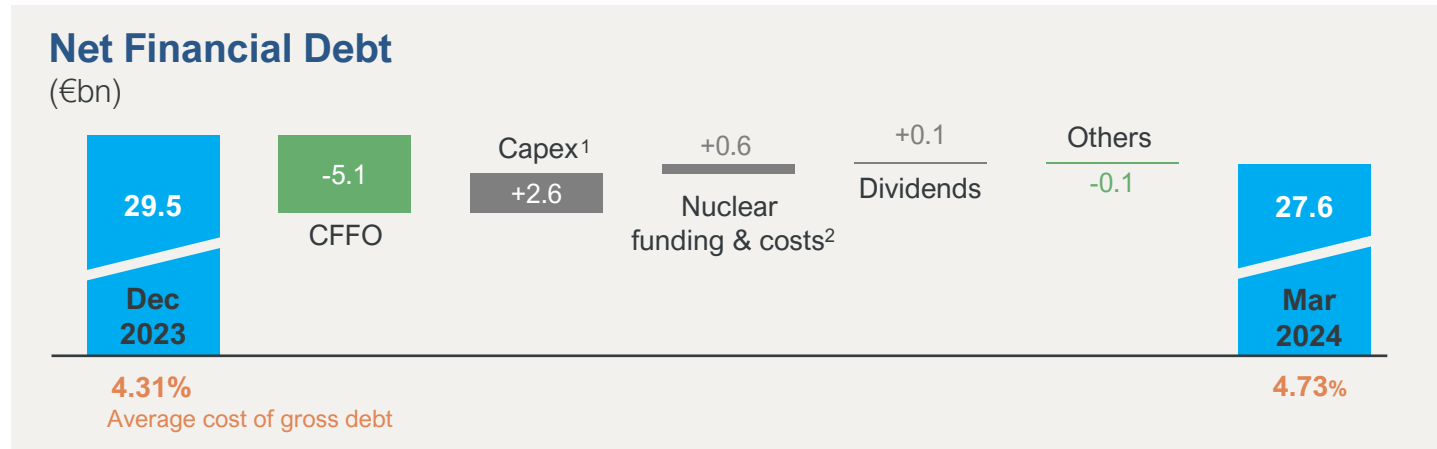 Net Financial Debt
(€bn)
29.5
Dec
2023
4.31%
Average cost of gross debt
-5.1
CFFO
Capex1
+2.6
+0.6
Nuclear
funding & costs2
+0.1
Dividends
Others
-0.1
27.6
Mar
2024
4.73%